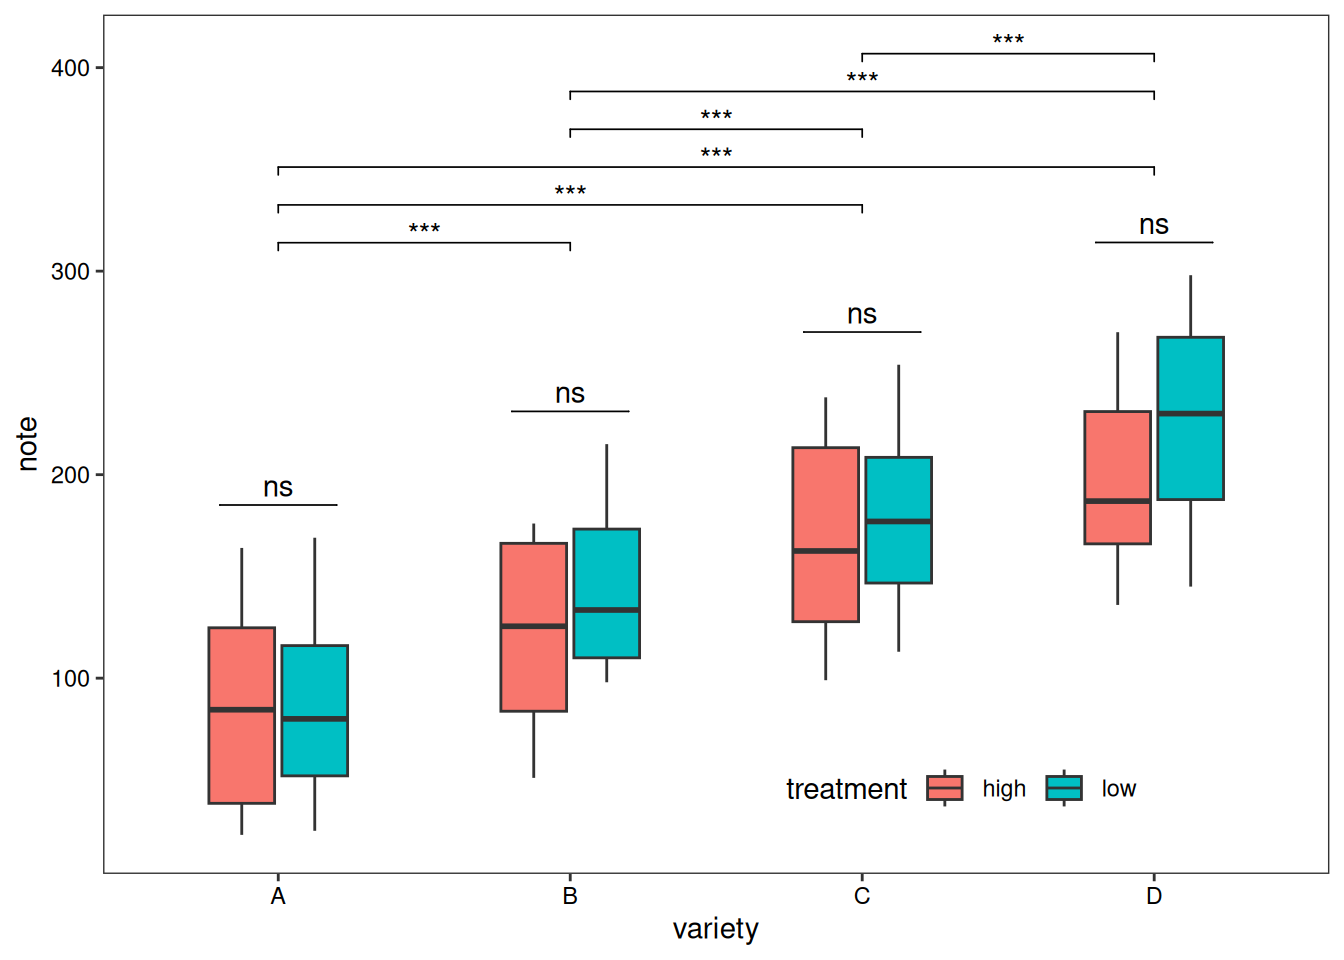 ***
400
***
***
***
***
ns
***
300
ns
ns
note
200
ns
100
treatment high low
A B C D
variety